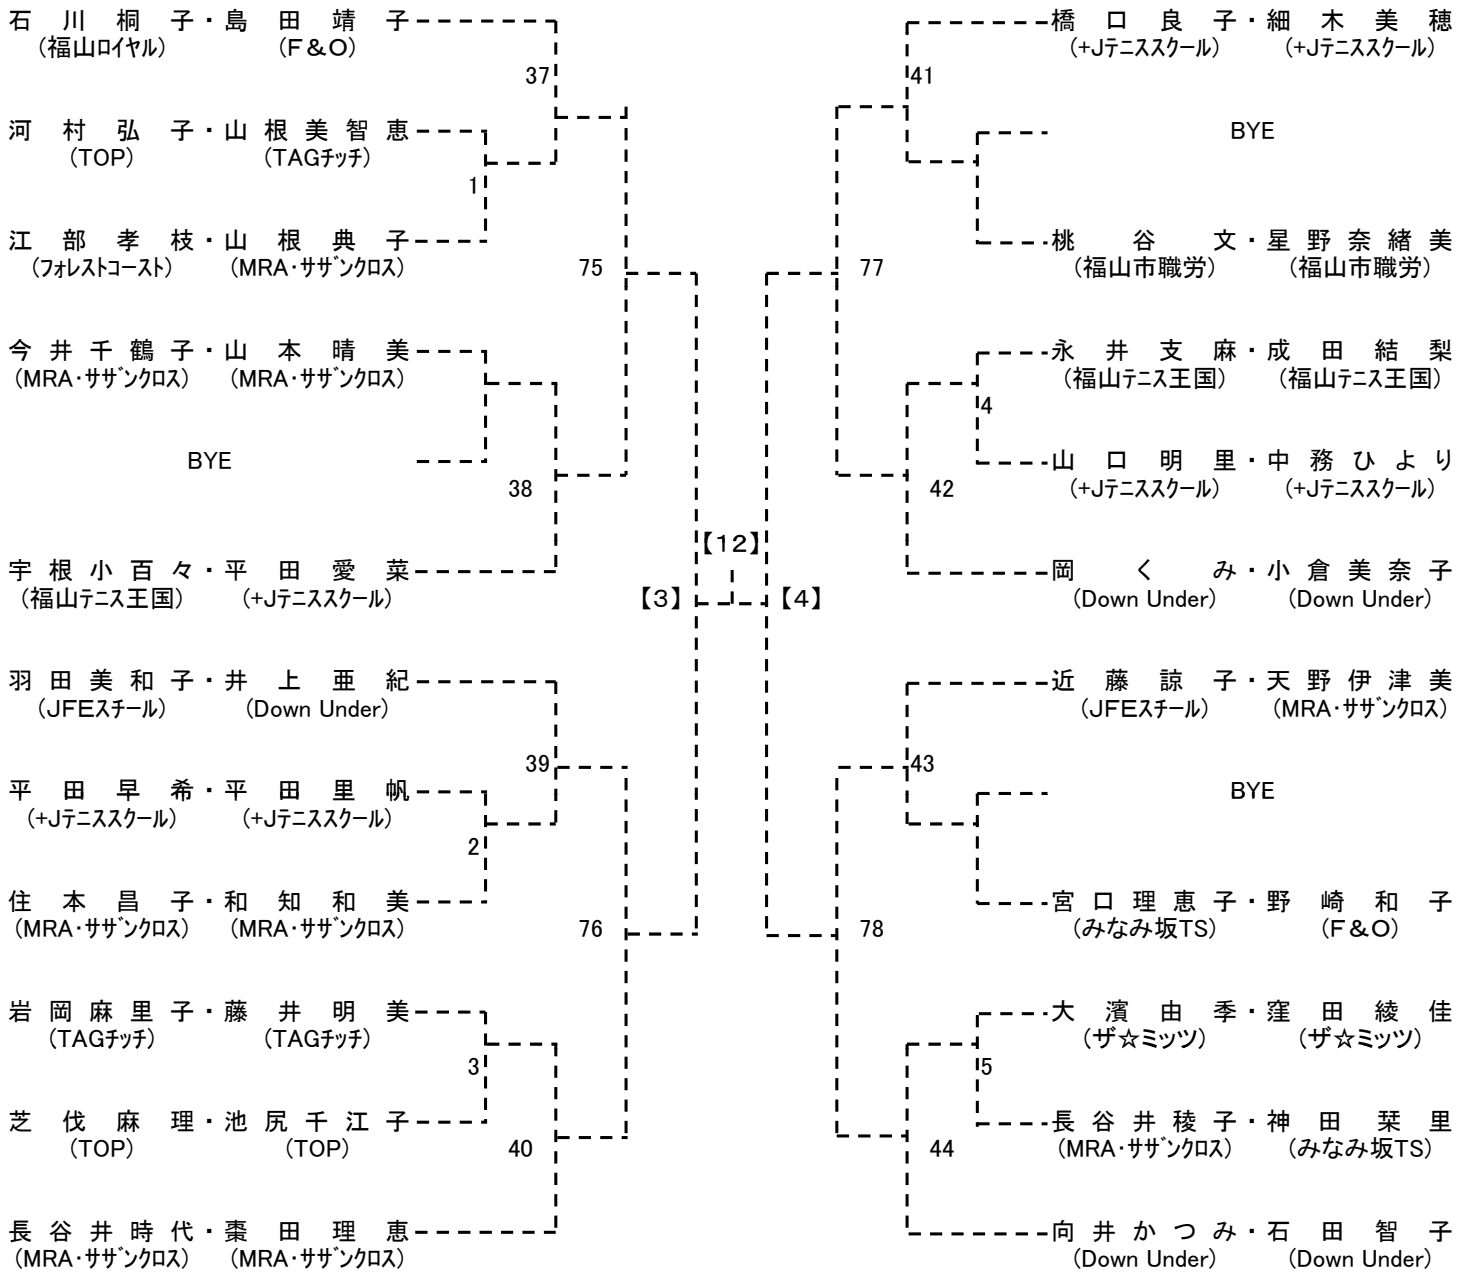 石川桐子・島田靖子
(福山ﾛｲﾔﾙ) (F＆O)
37
河村弘子・山根美智恵
(TOP) (TAGﾁｯﾁ)
1
江部孝枝・山根典子
(ﾌｫﾚｽﾄｺｰｽﾄ) (MRA・ｻｻﾞﾝｸﾛｽ)
75
今井千鶴子・山本晴美
(MRA・ｻｻﾞﾝｸﾛｽ) (MRA・ｻｻﾞﾝｸﾛｽ)
BYE
38
宇根小百々・平田愛菜
(福山ﾃﾆｽ王国) (+Jﾃﾆｽｽｸｰﾙ)
【3】
羽田美和子・井上亜紀
(JFEｽﾁｰﾙ) (Down Under)
39
平田早希・平田里帆
(+Jﾃﾆｽｽｸｰﾙ) (+Jﾃﾆｽｽｸｰﾙ)
2
住本昌子・和知和美
(MRA・ｻｻﾞﾝｸﾛｽ) (MRA・ｻｻﾞﾝｸﾛｽ)
76
岩岡麻里子・藤井明美
(TAGﾁｯﾁ) (TAGﾁｯﾁ)
3
芝伐麻理・池尻千江子
(TOP) (TOP)
40
長谷井時代・棗田理恵
(MRA・ｻｻﾞﾝｸﾛｽ) (MRA・ｻｻﾞﾝｸﾛｽ)
【12】
橋口良子・細木美穂
(+Jﾃﾆｽｽｸｰﾙ) (+Jﾃﾆｽｽｸｰﾙ)
41
BYE
桃谷文・星野奈緒美
(福山市職労) (福山市職労)
77
永井支麻・成田結梨
(福山ﾃﾆｽ王国) (福山ﾃﾆｽ王国)
4
山口明里・中務ひより
(+Jﾃﾆｽｽｸｰﾙ) (+Jﾃﾆｽｽｸｰﾙ)
42
岡くみ・小倉美奈子
(Down Under) (Down Under)
【4】
近藤諒子・天野伊津美
(JFEｽﾁｰﾙ) (MRA・ｻｻﾞﾝｸﾛｽ)
43
BYE
宮口理恵子・野崎和子
(みなみ坂TS) (F＆O)
78
大濱由季・窪田綾佳
(ザ☆ミッツ) (ザ☆ミッツ)
5
長谷井稜子・神田栞里
(MRA・ｻｻﾞﾝｸﾛｽ) (みなみ坂TS)
44
向井かつみ・石田智子
(Down Under) (Down Under)